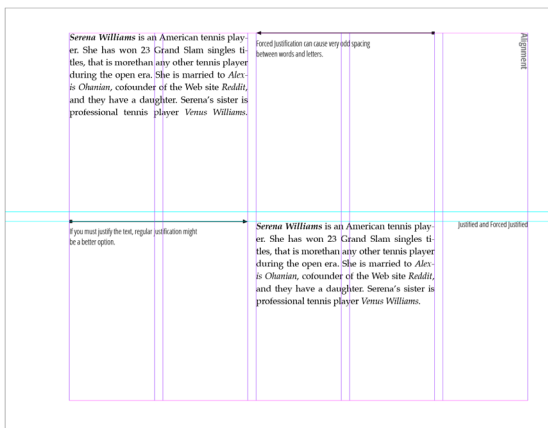 Serena Williams is an American tennis play-
er. She has won 23 Grand Slam singles ti-
tles, that is morethan any other tennis player
during the open era. She is married to Alex-
is Ohanian, cofounder of the Web site Reddit,
and they have a daughter. Serena's sister is
professional tennis player Venus Williams.
Forced Justification can cause very odd spacing
between words and letters.
Alignment
If you must justify the text, regular justification might
be a better option.
Serena Williams is an American tennis play-
er. She has won 23 Grand Slam singles ti-
tles, that is morethan any other tennis player
during the open era. She is married to Alex-
is Ohanian, cofounder of the Web site Reddit,
and they have a daughter. Serena's sister is
professional tennis player Venus Williams.
Justified and Forced Justified